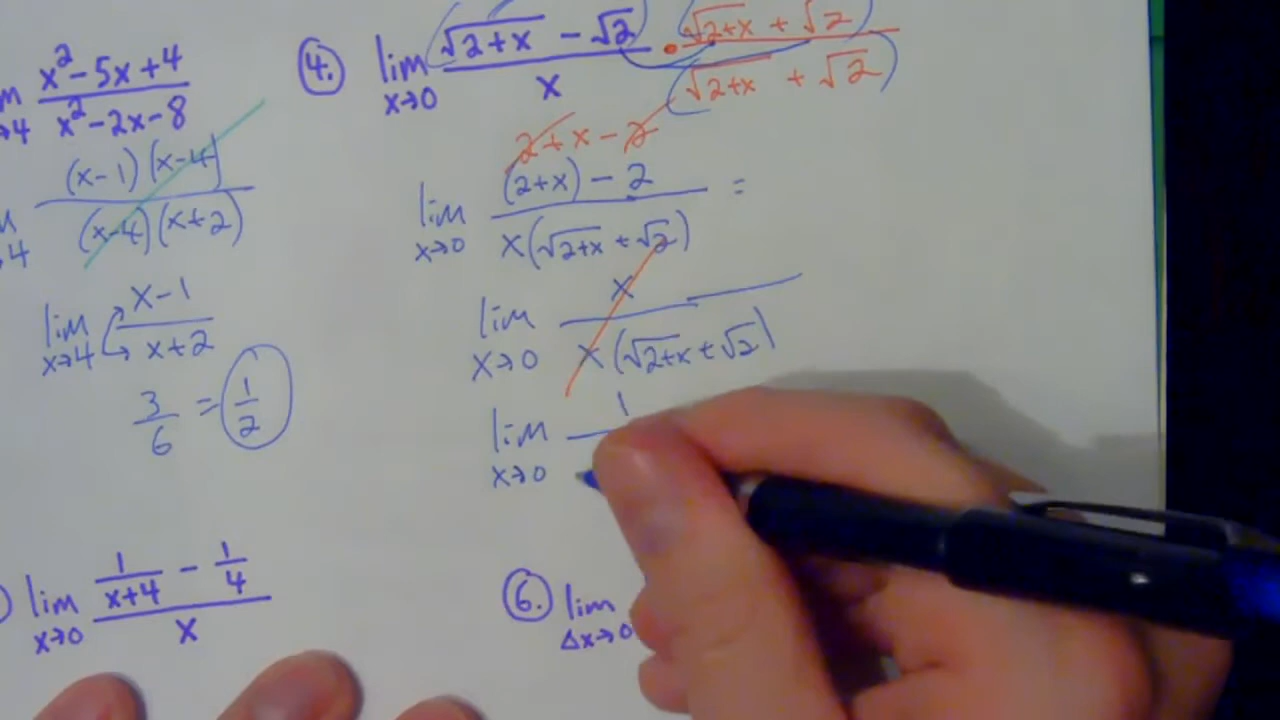 m x² - 5x + 4
→4 x² - 2x - 8
m (x-1)(x-4)
→4 (x-4)(x+2)
lim x-1
x→4 x+2
3/6 = 1/2
4. lim √2+x - √2 · √2+x + √2
x→0 x (√2+x + √2)
2+x-2
lim (2+x) - 2 =
x→0 x(√2+x + √2)
lim x
x→0 x(√2+x + √2)
lim 1
x→0
) lim 1/x+4 - 1/4
x→0 x
6. lim
Δx→0